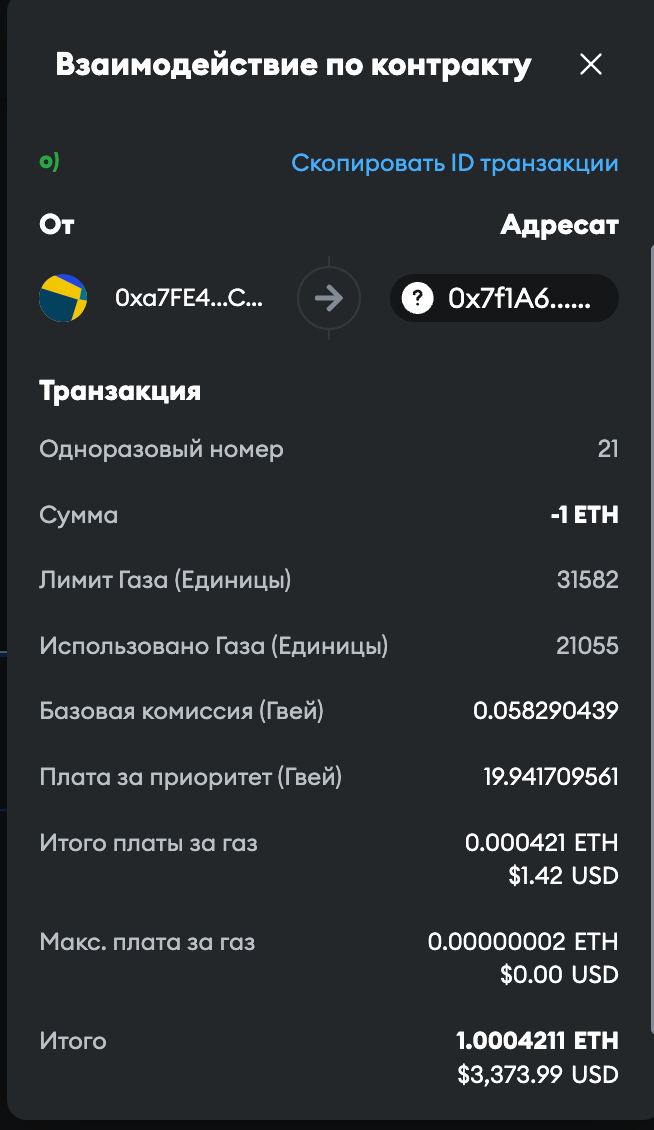 Взаимодействие по контракту
о)
Скопировать ID транзакции
От
Адресат
0xa7FE4...C...
0x7f1A6......
Транзакция
Одноразовый номер
21
Сумма
-1 ETH
Лимит Газа (Единицы)
31582
Использовано Газа (Единицы)
21055
Базовая комиссия (Гвей)
0.058290439
Плата за приоритет (Гвей)
19.941709561
Итого платы за газ
0.000421 ETH
$1.42 USD
Макс. плата за газ
0.00000002 ETH
$0.00 USD
Итого
1.0004211 ETH
$3,373.99 USD